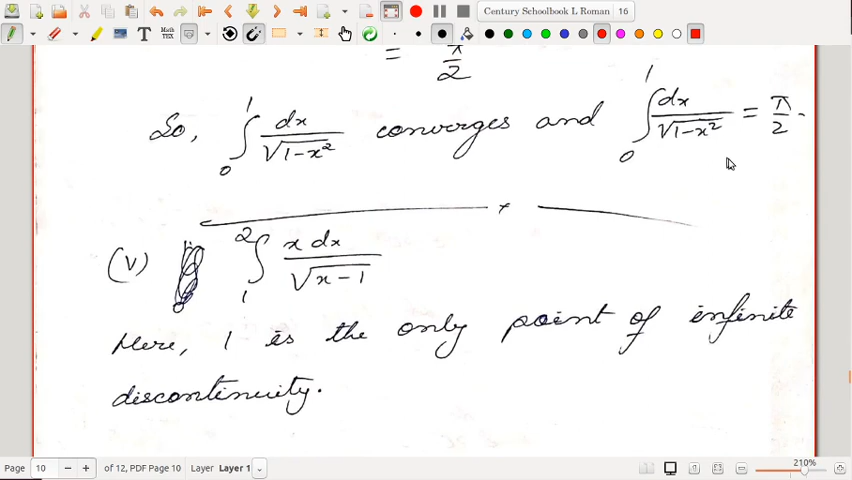 Century Schoolbook L Roman 16
Math
TEX
= π/2
So, ∫₀¹ dx/√(1-x²) converges and ∫₀¹ dx/√(1-x²) = π/2.
(V) ∫₁² x dx/√(x-1)
Here, 1 is the only point of infinite
discontinuity.
210%
Page 10 of 12, PDF Page 10 Layer Layer 1